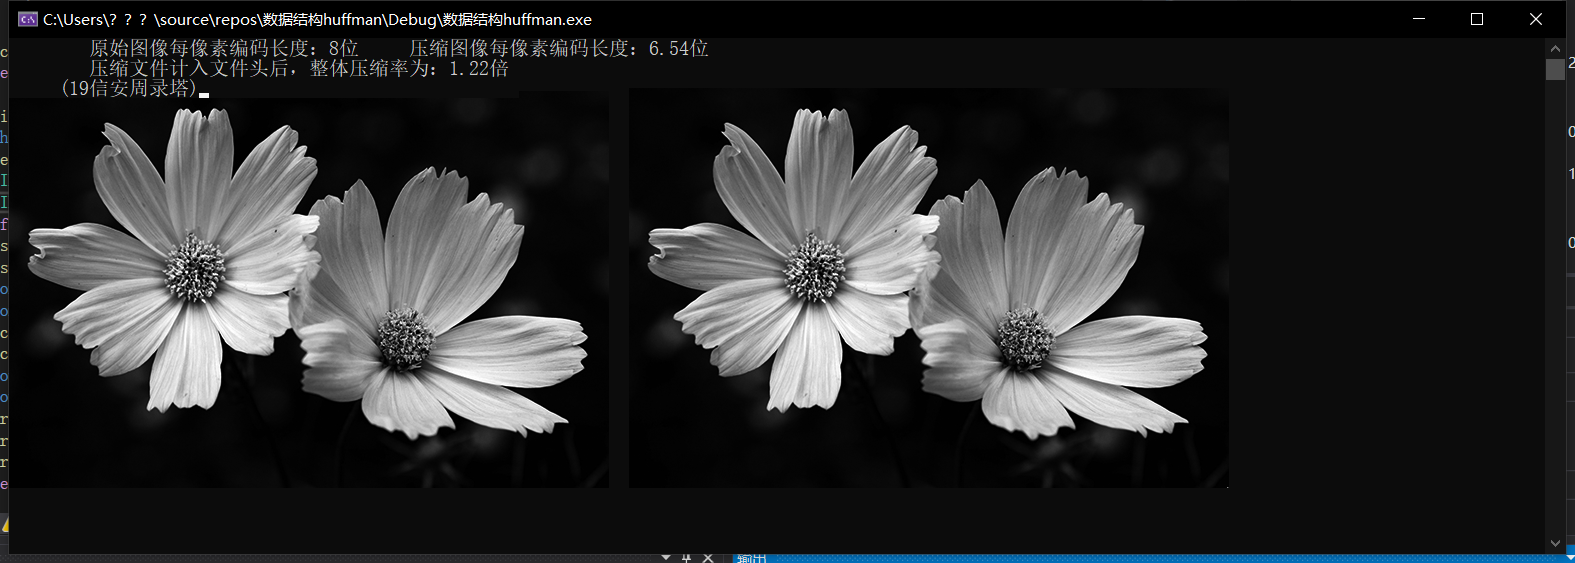 C:\Users\? ? ? \source\repos\数据结构huffman\Debug\数据结构huffman.exe
原始图像每像素编码长度：8位 压缩图像每像素编码长度：6.54位
压缩文件计入文件头后，整体压缩率为：1.22倍
(19信安周录塔)
输出